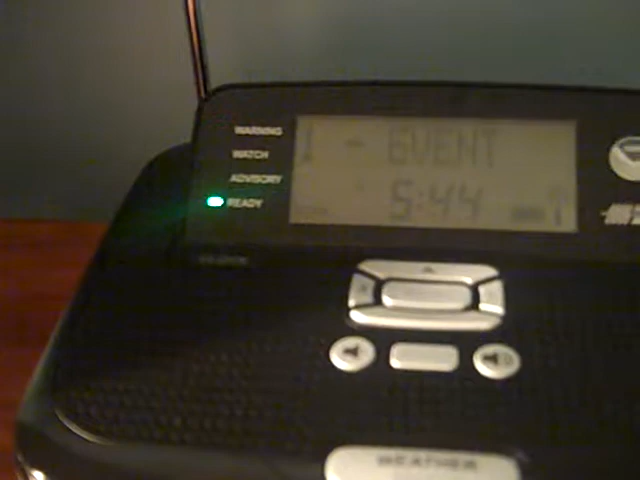 WARNING
WATCH
ADVISORY
READY
1 - EVENT
5:44
WEATHER